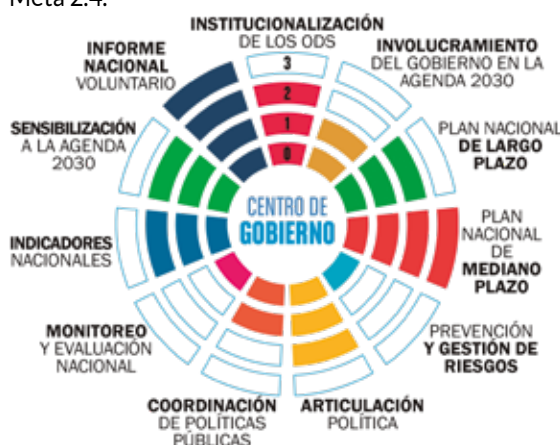 Meta 2.4.
INSTITUCIONALIZACIÓN
DE LOS ODS
INVOLUCRAMIENTO
DEL GOBIERNO EN LA
AGENDA 2030
PLAN NACIONAL
DE LARGO
PLAZO
PLAN
NACIONAL
DE
MEDIANO
PLAZO
PREVENCIÓN
Y GESTIÓN DE
RIESGOS
ARTICULACIÓN
POLÍTICA
COORDINACIÓN
DE POLÍTICAS
PÚBLICAS
MONITOREO
Y EVALUACIÓN
NACIONAL
INDICADORES
NACIONALES
SENSIBILIZACIÓN
A LA AGENDA
2030
INFORME
NACIONAL
VOLUNTARIO
3
2
1
0
CENTRO DE
GOBIERNO